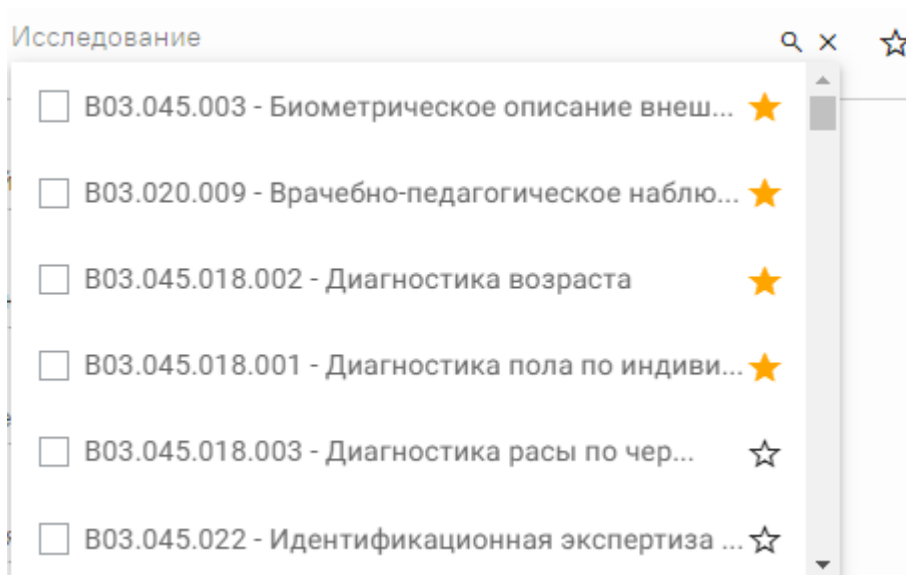 Исследование
B03.045.003 - Биометрическое описание внеш...
B03.020.009 - Врачебно-педагогическое наблю...
B03.045.018.002 - Диагностика возраста
B03.045.018.001 - Диагностика пола по индиви...
B03.045.018.003 - Диагностика расы по чер...
B03.045.022 - Идентификационная экспертиза ...